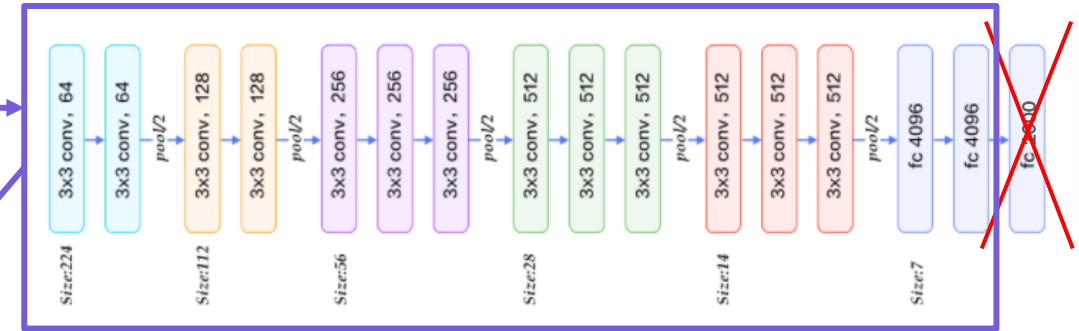 3x3 conv, 64
3x3 conv, 64
pool/2
3x3 conv, 128
3x3 conv, 128
pool/2
3x3 conv, 256
3x3 conv, 256
3x3 conv, 256
pool/2
3x3 conv, 512
3x3 conv, 512
3x3 conv, 512
pool/2
3x3 conv, 512
3x3 conv, 512
3x3 conv, 512
pool/2
fc 4096
fc 4096
fc
Size:224
Size:112
Size:56
Size:28
Size:14
Size:7